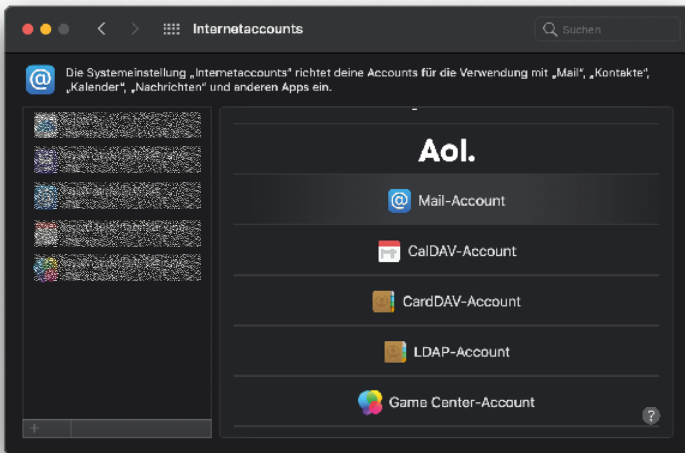 Internetaccounts
Suchen
Die Systemeinstellung „Internetaccounts“ richtet deine Accounts für die Verwendung mit „Mail“, „Kontakte“,
„Kalender“, „Nachrichten“ und anderen Apps ein.
Aol.
Mail-Account
CalDAV-Account
CardDAV-Account
LDAP-Account
Game Center-Account
?